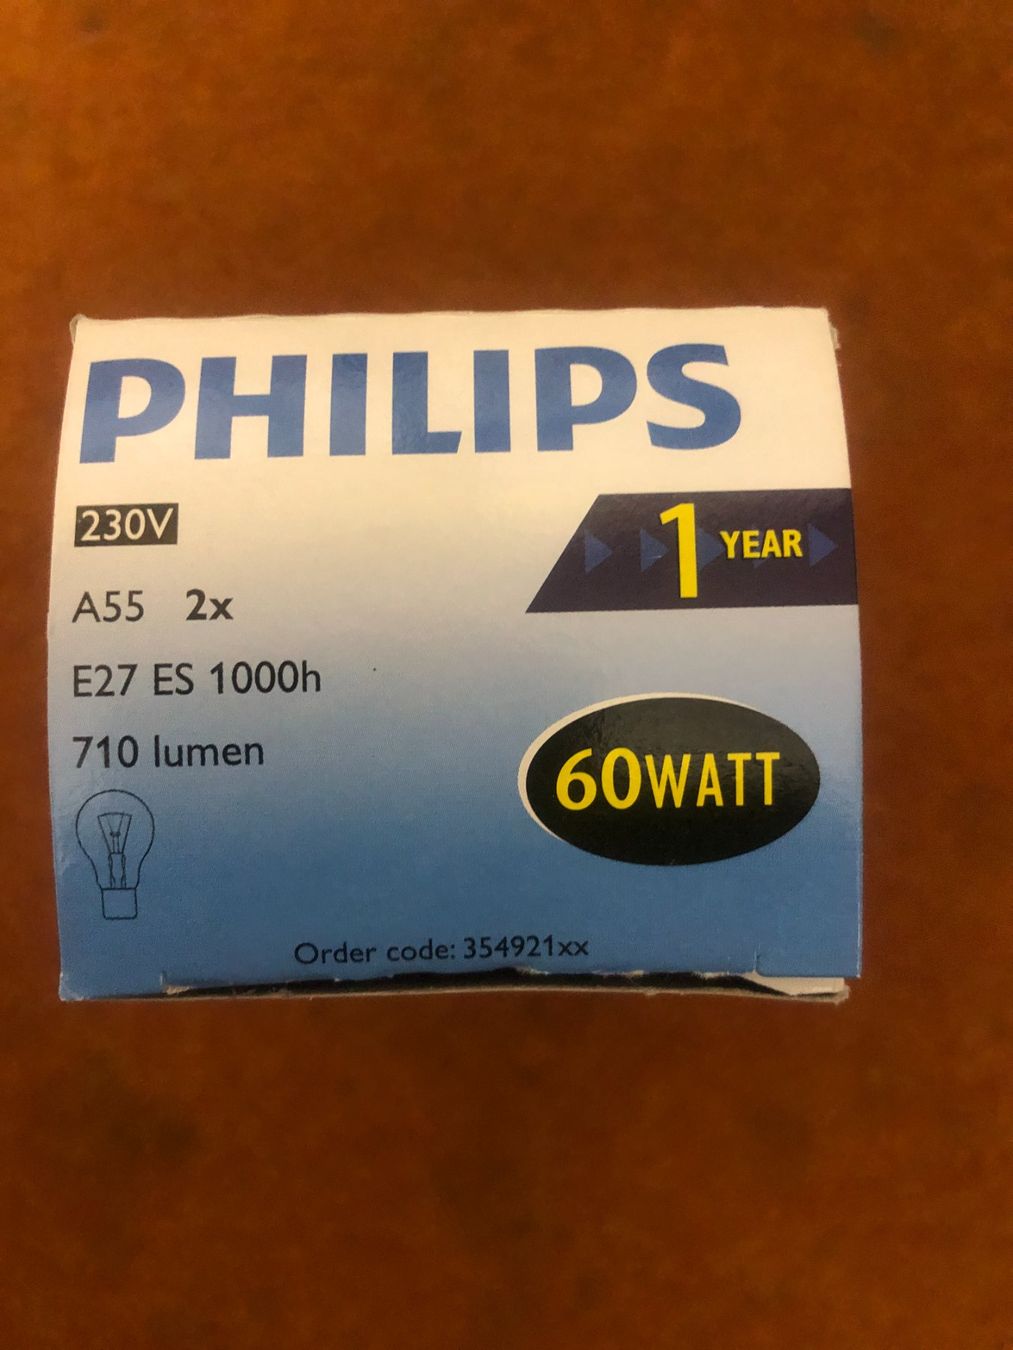 PHILIPS
230V
1 YEAR
A55 2x
E27 ES 1000h
710 lumen
60WATT
Order code: 354921xx